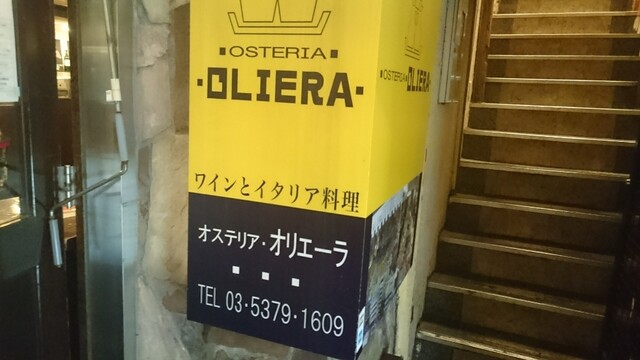 OSTERIA
OLIERA
ワインとイタリア料理
オステリア・オリエーラ
TEL 03・5379・1609
OSTERIA
OLIERA